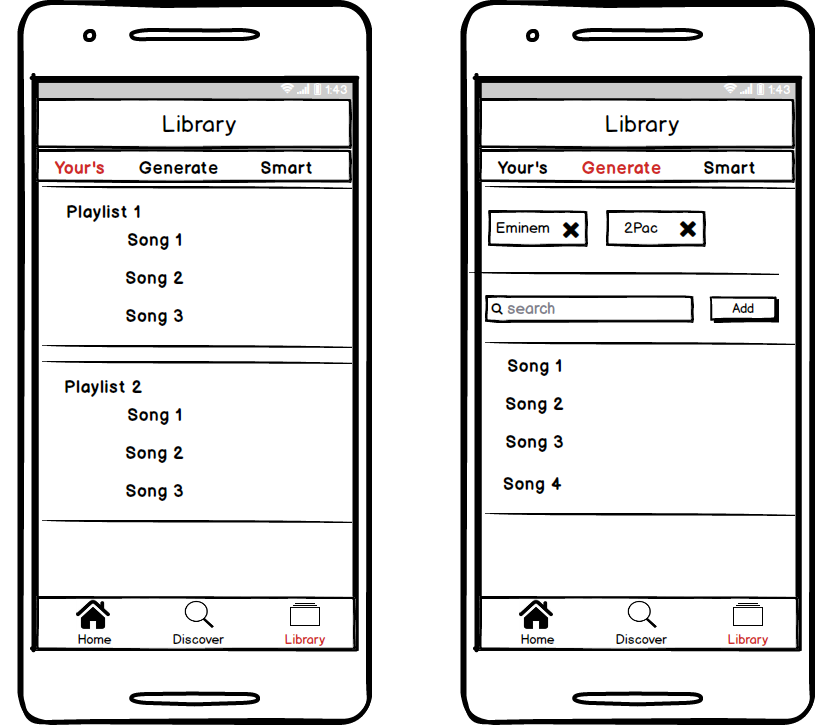 1:43
Library
Your's Generate Smart
Playlist 1
Song 1
Song 2
Song 3
Playlist 2
Song 1
Song 2
Song 3
Home Discover Library
1:43
Library
Your's Generate Smart
Eminem 2Pac
search Add
Song 1
Song 2
Song 3
Song 4
Home Discover Library